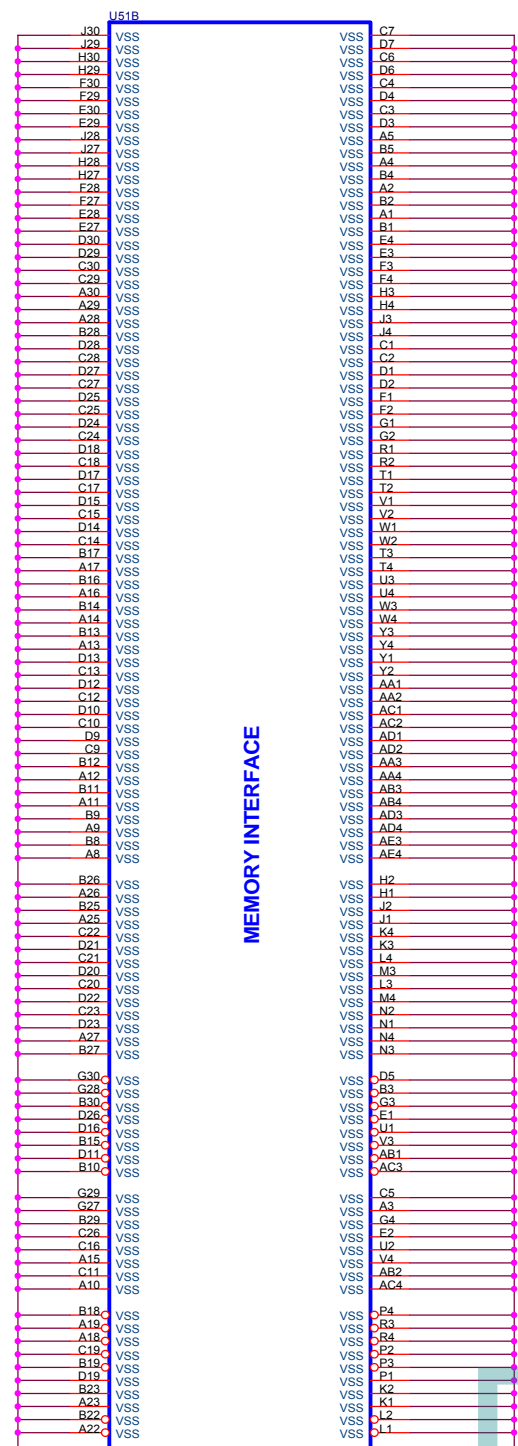 U51B
J30 VSS VSS C7
J29 VSS VSS D7
H30 VSS VSS C6
H29 VSS VSS D6
F30 VSS VSS C4
F29 VSS VSS D4
E30 VSS VSS C3
E29 VSS VSS D3
J28 VSS VSS A5
J27 VSS VSS B5
H28 VSS VSS A4
H27 VSS VSS B4
F28 VSS VSS A2
F27 VSS VSS B2
E28 VSS VSS A1
E27 VSS VSS B1
D30 VSS VSS E4
D29 VSS VSS E3
C30 VSS VSS F3
C29 VSS VSS F4
A30 VSS VSS H3
A29 VSS VSS H4
A28 VSS VSS J3
B28 VSS VSS J4
D28 VSS VSS C1
C28 VSS VSS C2
D27 VSS VSS D1
C27 VSS VSS D2
D25 VSS VSS F1
C25 VSS VSS F2
D24 VSS VSS G1
C24 VSS VSS G2
D18 VSS VSS R1
C18 VSS VSS R2
D17 VSS VSS T1
C17 VSS VSS T2
D15 VSS VSS V1
C15 VSS VSS V2
D14 VSS VSS W1
C14 VSS VSS W2
B17 VSS VSS T3
A17 VSS VSS T4
B16 VSS VSS U3
A16 VSS VSS U4
B14 VSS VSS W3
A14 VSS VSS W4
B13 VSS VSS Y3
A13 VSS VSS Y4
D13 VSS VSS Y1
C13 VSS VSS Y2
D12 VSS VSS AA1
C12 VSS VSS AA2
D10 VSS VSS AC1
C10 VSS VSS AC2
D9 VSS VSS AD1
C9 VSS VSS AD2
B12 VSS VSS AA3
A12 VSS VSS AA4
B11 VSS VSS AB3
A11 VSS VSS AB4
B9 VSS VSS AD3
A9 VSS VSS AD4
B8 VSS VSS AE3
A8 VSS VSS AE4
MEMORY INTERFACE
B26 VSS VSS H2
A26 VSS VSS H1
B25 VSS VSS J2
A25 VSS VSS J1
C22 VSS VSS K4
D21 VSS VSS K3
C21 VSS VSS L4
D20 VSS VSS M3
C20 VSS VSS L3
D22 VSS VSS M4
C23 VSS VSS N2
D23 VSS VSS N1
A27 VSS VSS N4
B27 VSS VSS N3
G30 VSS VSS D5
G28 VSS VSS B3
B30 VSS VSS G3
D26 VSS VSS E1
D16 VSS VSS U1
B15 VSS VSS V3
D11 VSS VSS AB1
B10 VSS VSS AC3
G29 VSS VSS C5
G27 VSS VSS A3
B29 VSS VSS G4
C26 VSS VSS E2
C16 VSS VSS U2
A15 VSS VSS V4
C11 VSS VSS AB2
A10 VSS VSS AC4
B18 VSS VSS P4
A19 VSS VSS R3
A18 VSS VSS R4
C19 VSS VSS P2
B19 VSS VSS P3
D19 VSS VSS P1
B23 VSS VSS K2
A23 VSS VSS K1
B22 VSS VSS L2
A22 VSS VSS L1